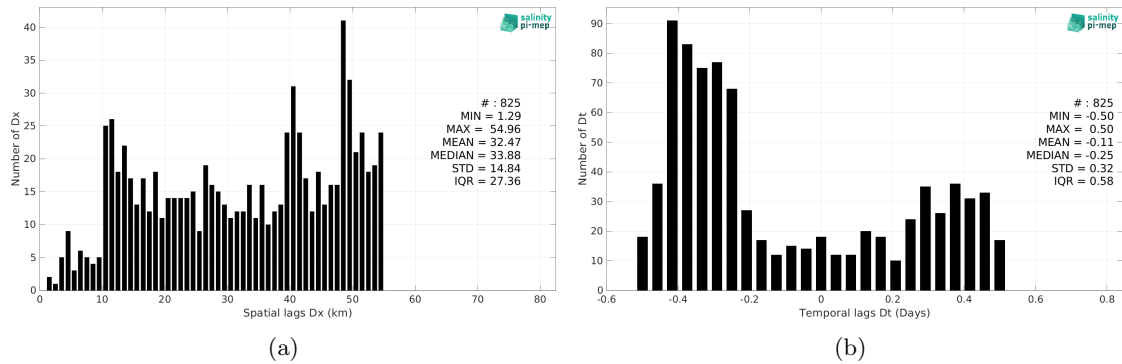 salinity
pi-mep
Number of Dx
40
35
30
25
20
15
10
5
0
# : 825
MIN = 1.29
MAX = 54.96
MEAN = 32.47
MEDIAN = 33.88
STD = 14.84
IQR = 27.36
0 10 20 30 40 50 60 70 80
Spatial lags Dx (km)
(a)
salinity
pi-mep
Number of Dt
90
80
70
60
50
40
30
20
10
0
# : 825
MIN = -0.50
MAX = 0.50
MEAN = -0.11
MEDIAN = -0.25
STD = 0.32
IQR = 0.58
-0.6 -0.4 -0.2 0 0.2 0.4 0.6 0.8
Temporal lags Dt (Days)
(b)